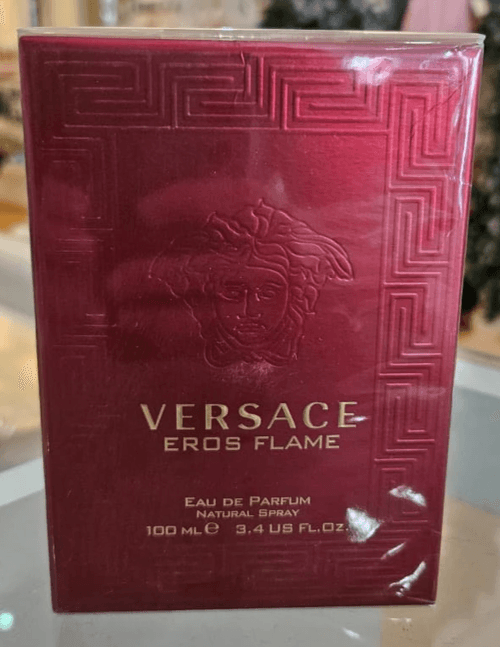 VERSACE
EROS FLAME
EAU DE PARFUM
NATURAL SPRAY
100 ML ℮ 3.4 US FL.OZ.